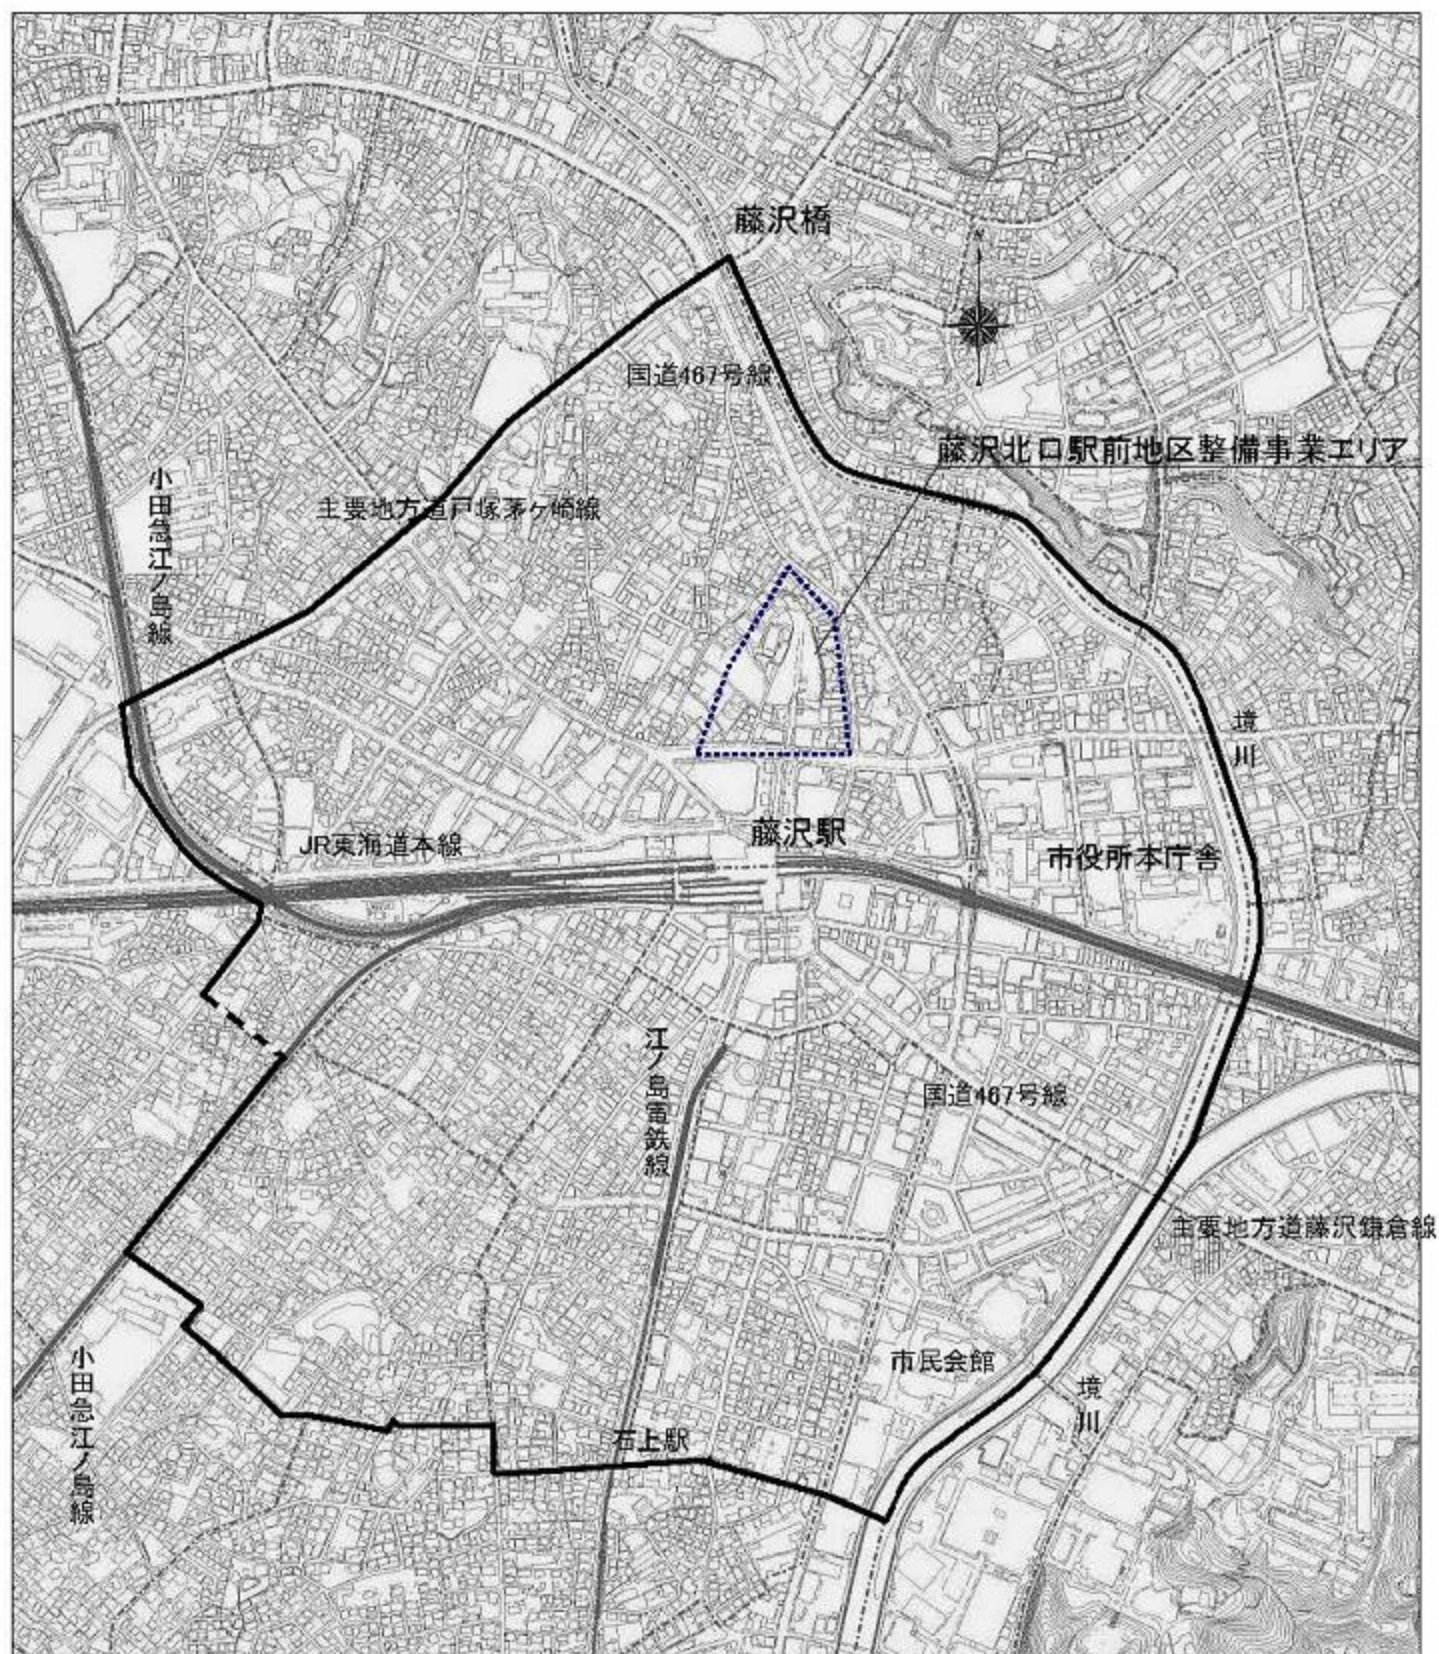 藤沢橋
国道467号線
藤沢北口駅前地区整備事業エリア
小田急江ノ島線
主要地方道戸塚茅ケ崎線
境川
藤沢駅
JR東海道本線
市役所本庁舎
江ノ島電鉄線
国道467号線
主要地方道藤沢鎌倉線
市民会館
小田急江ノ島線
境川
石上駅